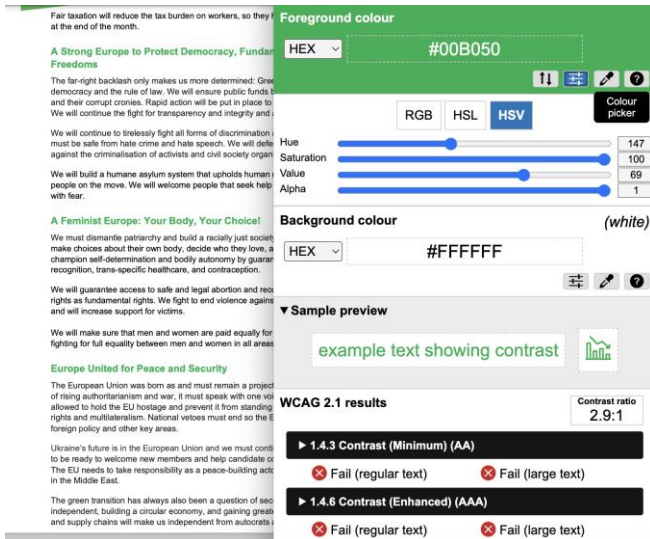 Fair taxation will reduce the tax burden on workers, so they
at the end of the month.
A Strong Europe to Protect Democracy,
Freedoms
The far-right backlash only makes us more determined:
democracy and the rule of law. We will ensure public funds
and their corrupt cronies. Rapid action will be put in place to
We will continue the fight for transparency and integrity and
We will continue to tirelessly fight all forms of discrimination
must be safe from hate crime and hate speech. We will
against the criminalisation of activists and civil society
We will build a humane asylum system that upholds human
people on the move. We will welcome people that seek help
with fear.
A Feminist Europe: Your Body, Your Choice!
We must dismantle patriarchy and build a racially just society
make choices about their own body, decide who they love,
champion self-determination and bodily autonomy by
recognition, trans-specific healthcare, and contraception.
We will guarantee access to safe and legal abortion and
rights as fundamental rights. We fight to end violence
and will increase support for victims.
We will make sure that men and women are paid equally for
fighting for full equality between men and women in all areas
Europe United for Peace and Security
The European Union was born as and must remain a project
of rising authoritarianism and war, it must speak with one
allowed to hold the EU hostage and prevent it from standing
rights and multilateralism. National vetoes must end so the
foreign policy and other key areas.
Ukraine's future is in the European Union and we must
to be ready to welcome new members and help candidate
The EU needs to take responsibility as a peace-building
in the Middle East.
The green transition has always also been a question of
independent, building a circular economy, and gaining
and supply chains will make us independent from autocrats
Foreground colour
HEX #00B050
Colour
picker
RGB HSL HSV
Hue 147
Saturation 100
Value 69
Alpha 1
Background colour (white)
HEX #FFFFFF
▼ Sample preview
example text showing contrast
WCAG 2.1 results
Contrast ratio
2.9:1
▶ 1.4.3 Contrast (Minimum) (AA)
Fail (regular text) Fail (large text)
▶ 1.4.6 Contrast (Enhanced) (AAA)
Fail (regular text) Fail (large text)